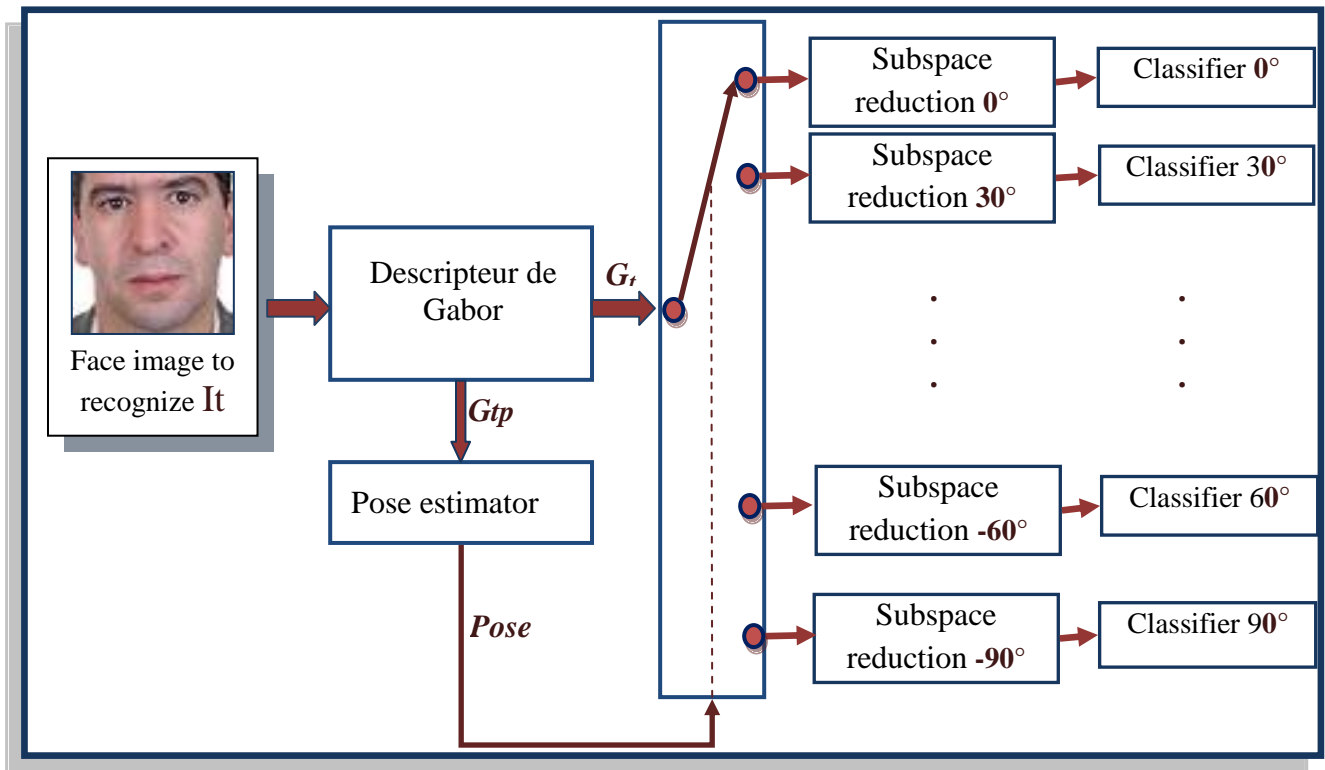 Face image to
recognize It
Descripteur de
Gabor
Gt
Gtp
Pose estimator
Pose
Subspace
reduction 0°
Classifier 0°
Subspace
reduction 30°
Classifier 30°
Subspace
reduction -60°
Classifier 60°
Subspace
reduction -90°
Classifier 90°